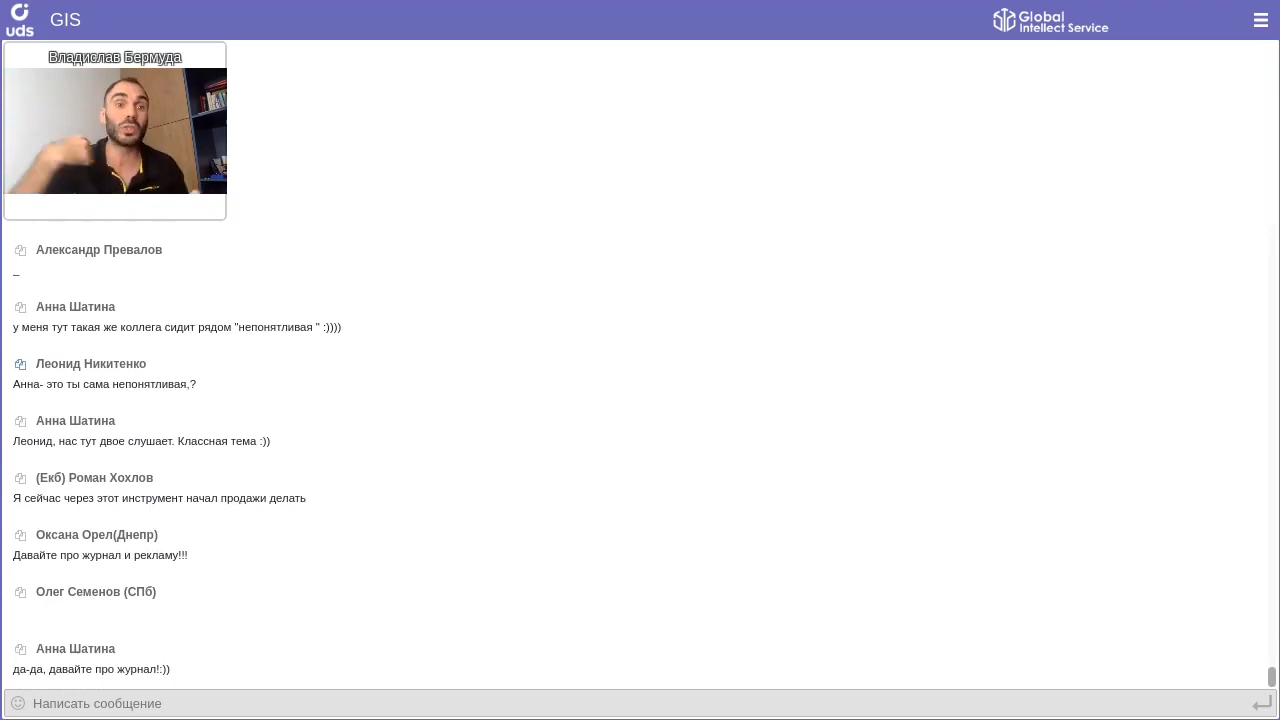 uds
GIS
Global
Intellect Service
Владислав Бермуда
Александр Превалов
_
Анна Шатина
у меня тут такая же коллега сидит рядом "непонятливая " :))))
Леонид Никитенко
Анна- это ты сама непонятливая,?
Анна Шатина
Леонид, нас тут двое слушает. Классная тема :))
(Екб) Роман Хохлов
Я сейчас через этот инструмент начал продажи делать
Оксана Орел(Днепр)
Давайте про журнал и рекламу!!!
Олег Семенов (СПб)
Анна Шатина
да-да, давайте про журнал!:))
Написать сообщение